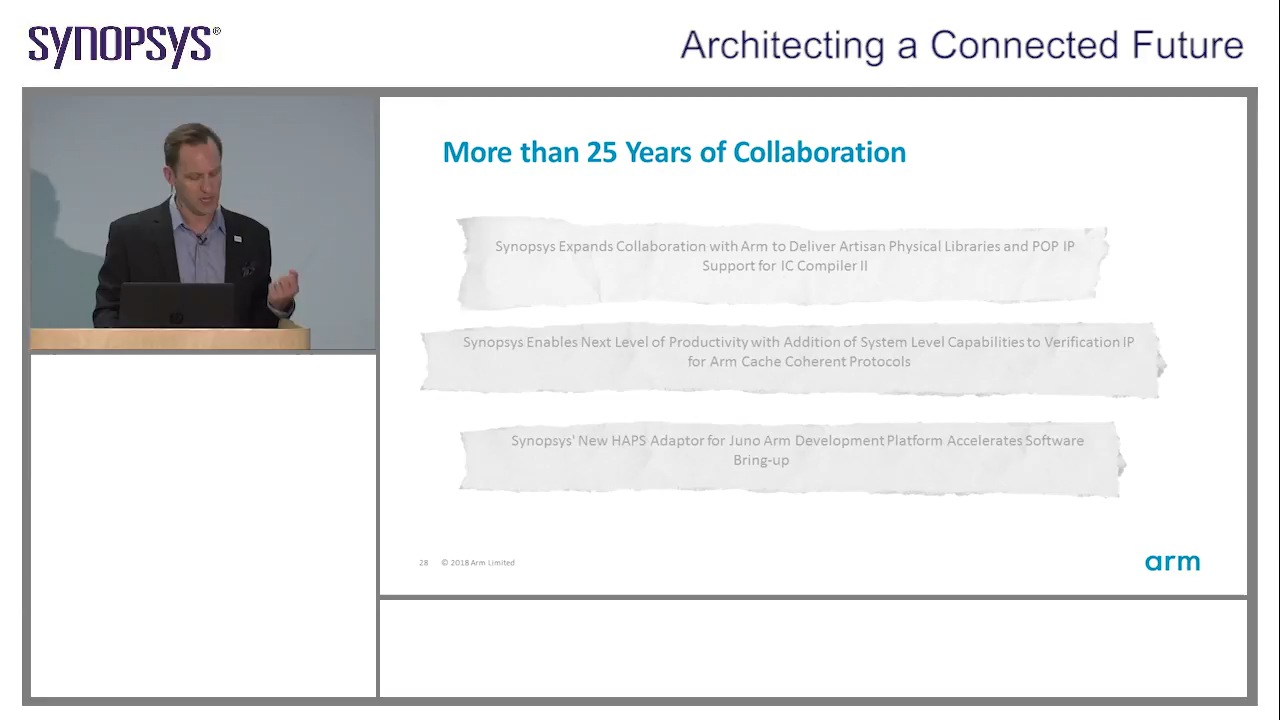 SYNOPSYS®
Architecting a Connected Future
More than 25 Years of Collaboration
Synopsys Expands Collaboration with Arm to Deliver Artisan Physical Libraries and POP IP
Support for IC Compiler II
Synopsys Enables Next Level of Productivity with Addition of System Level Capabilities to Verification IP
for Arm Cache Coherent Protocols
Synopsys' New HAPS Adaptor for Juno Arm Development Platform Accelerates Software
Bring-up
28 © 2018 Arm Limited
arm